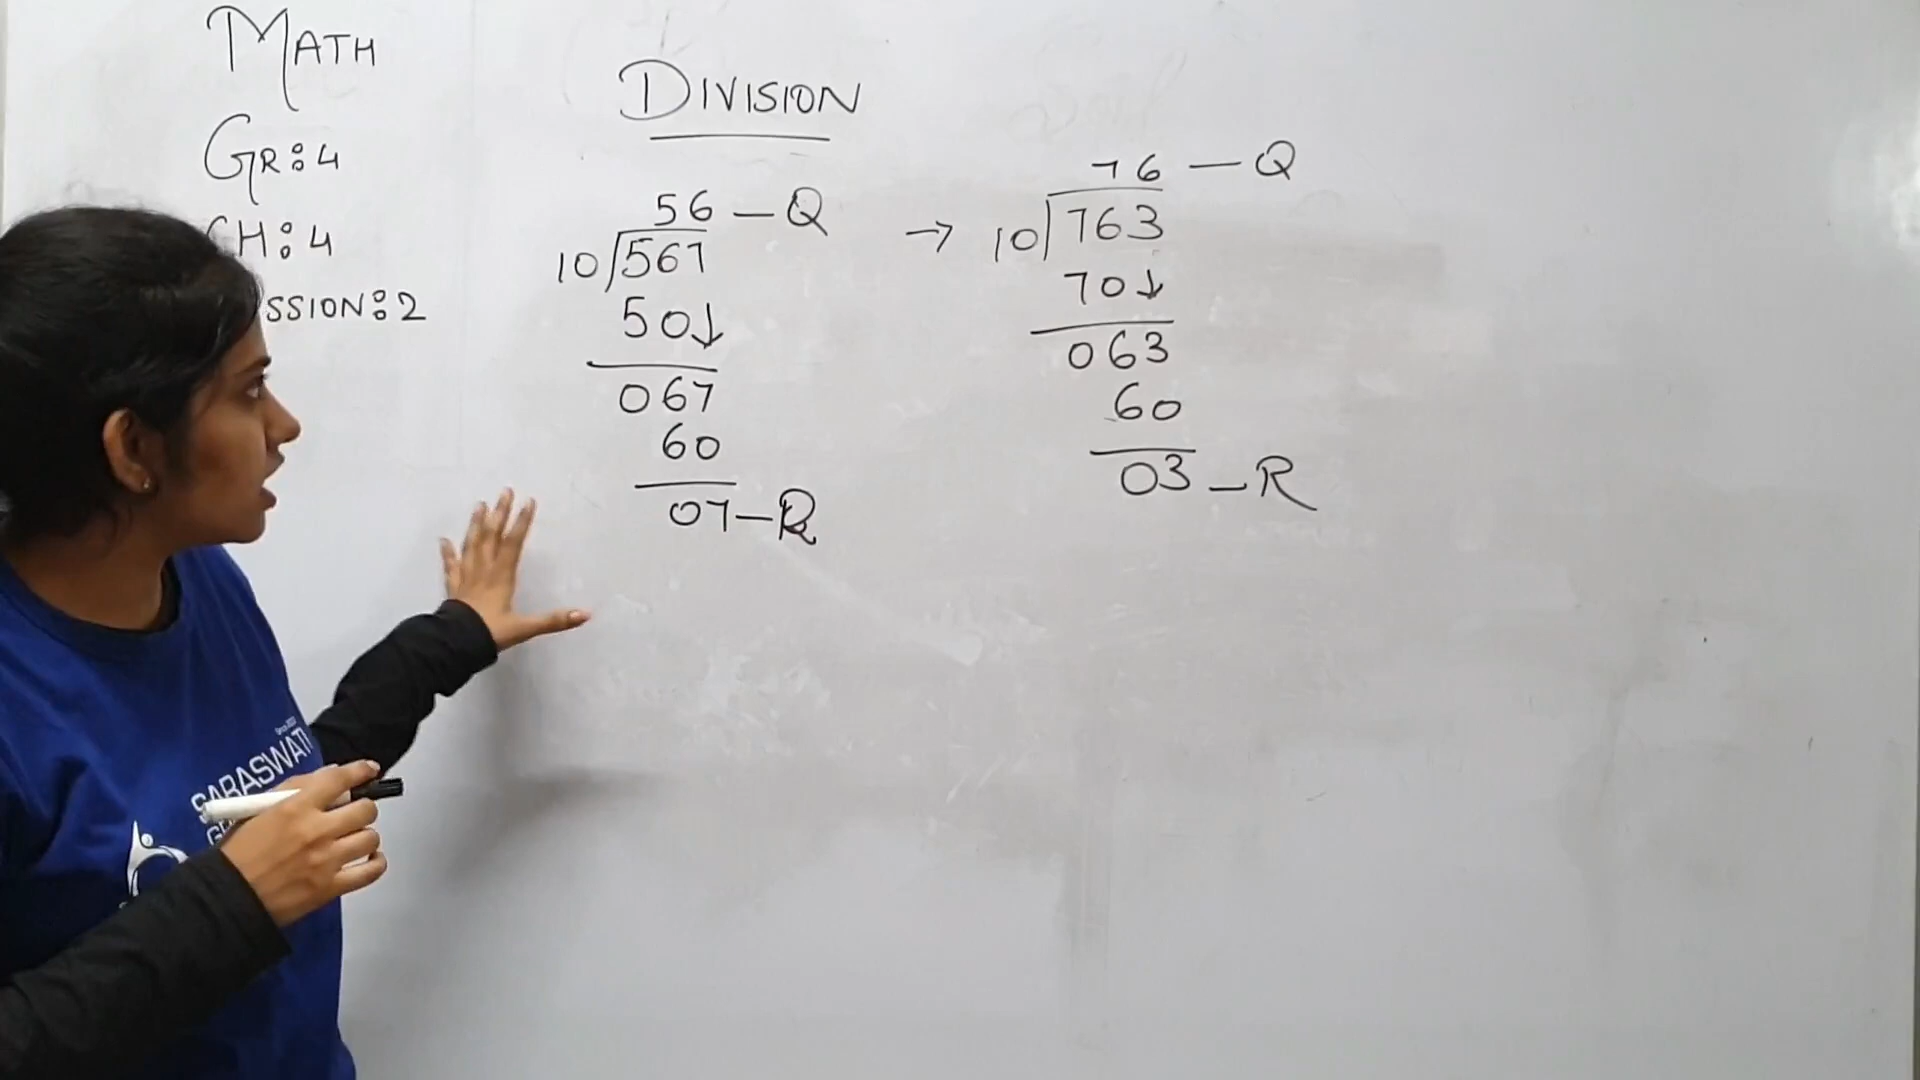 MATH
GR: 4
CH: 4
SSION: 2
DIVISION
56 — Q
10)567
50↓
067
60
07 — R
→ 76 — Q
10)763
70↓
063
60
03 — R
SARASWATI